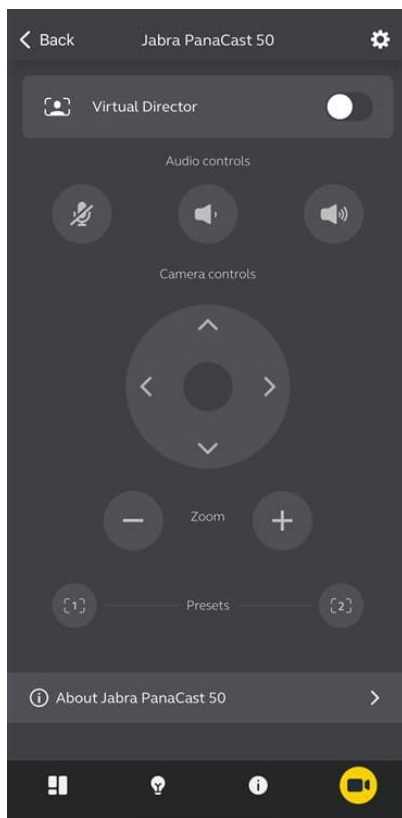 Back
Jabra PanaCast 50
Virtual Director
Audio controls
Camera controls
Zoom
1
Presets
2
About Jabra PanaCast 50